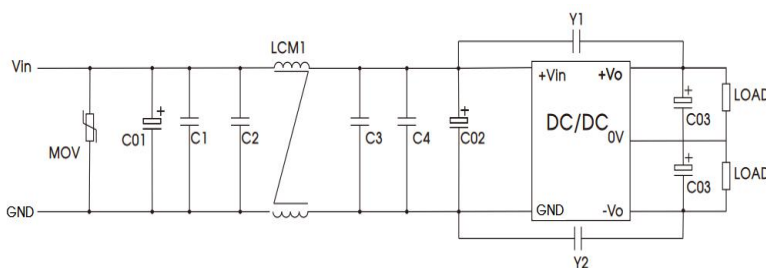 Y1
LCM1
Vin
+Vin
+Vo
LOAD
C03
MOV
C01
C1
C2
C3
C4
C02
DC/DC
0V
LOAD
C03
GND
GND
-Vo
Y2